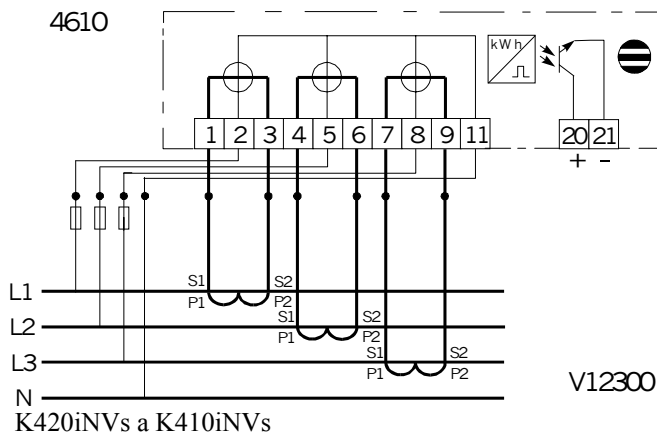 4610
kWh
1 2 3 4 5 6 7 8 9 11
20 21
+ -
S1 S2
L1 P1 P2
S1 S2
L2 P1 P2
S1 S2
L3 P1 P2
N
V12300
K420iNVs a K410iNVs